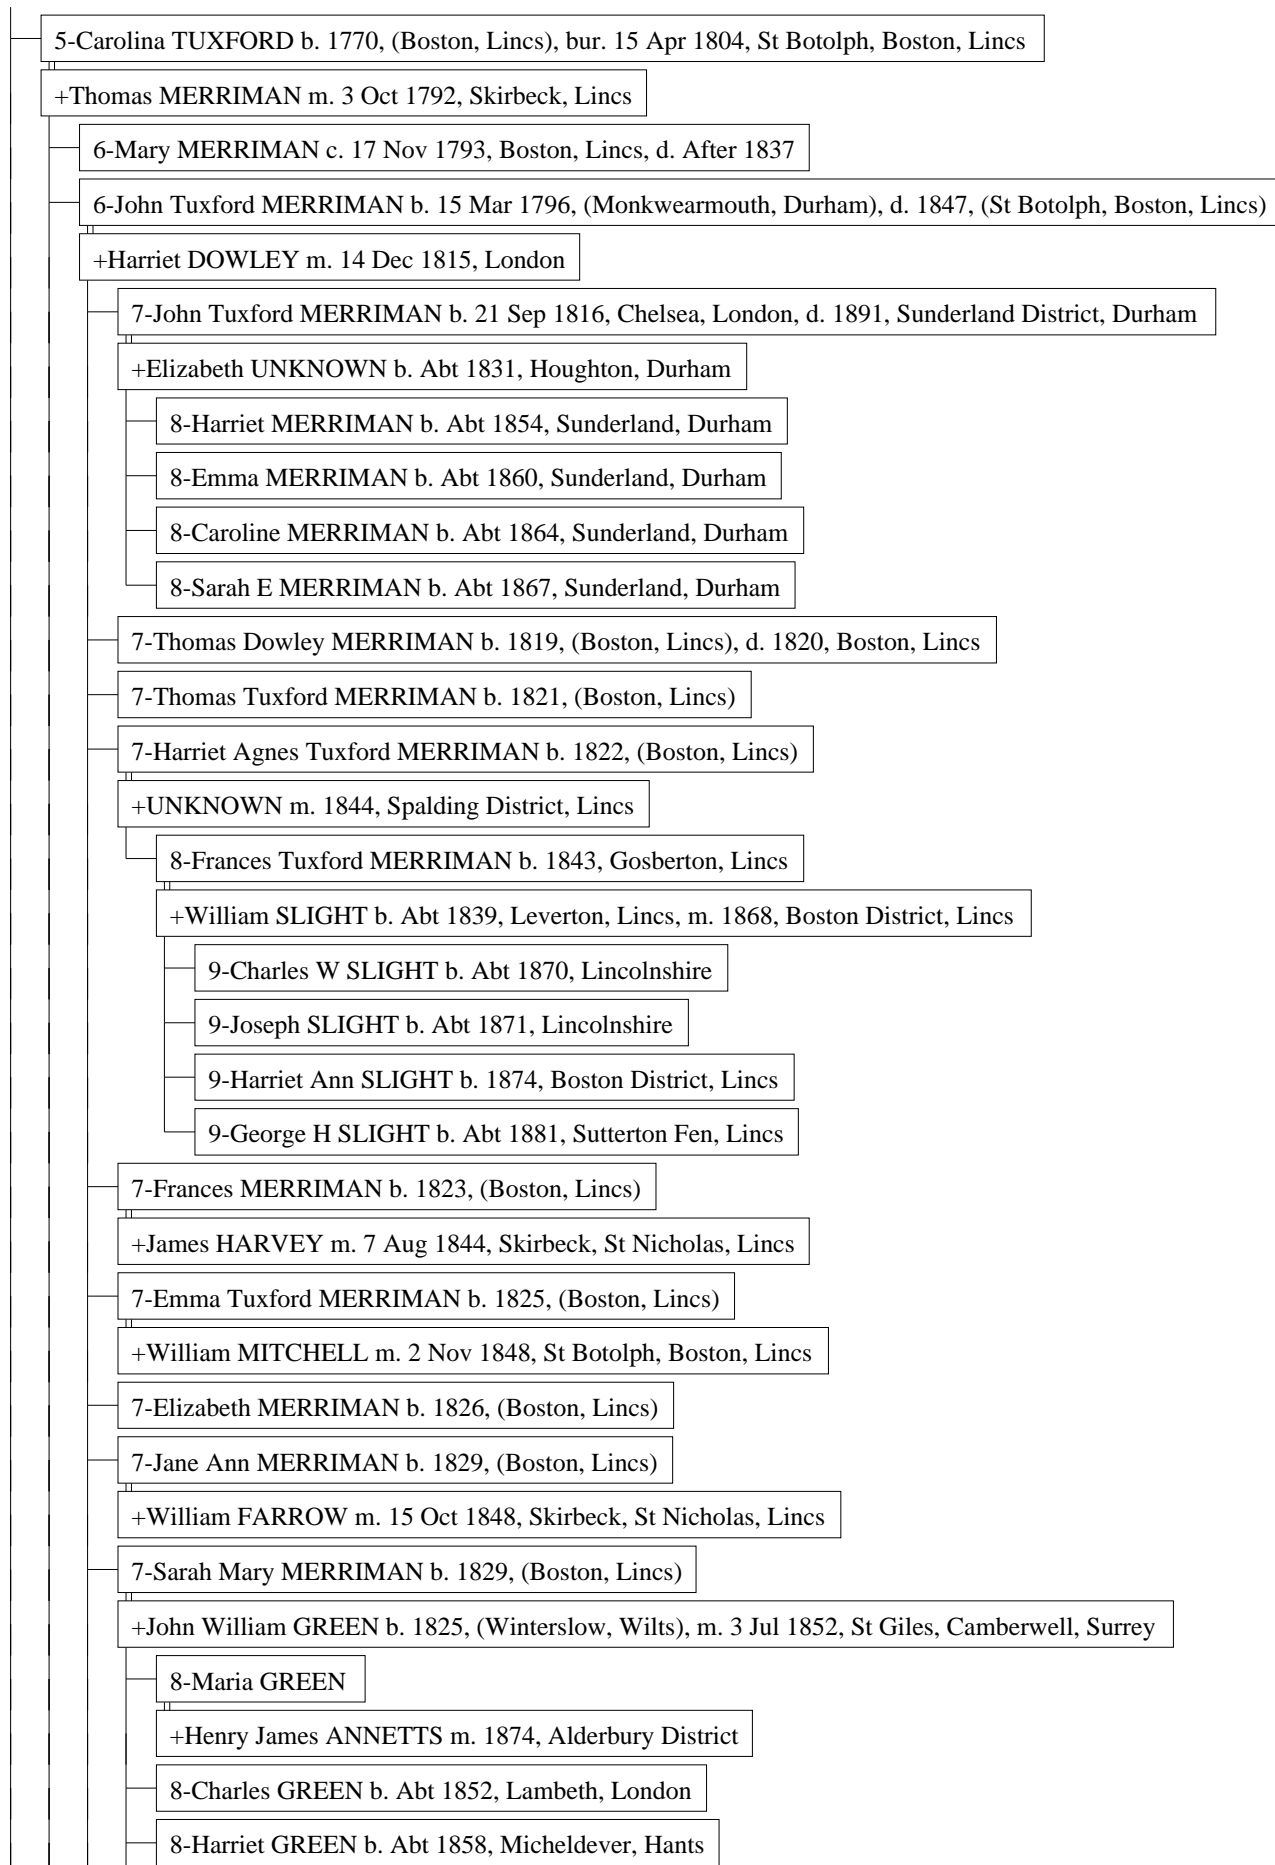 5-Carolina TUXFORD b. 1770, (Boston, Lincs), bur. 15 Apr 1804, St Botolph, Boston, Lincs
+Thomas MERRIMAN m. 3 Oct 1792, Skirbeck, Lincs
6-Mary MERRIMAN c. 17 Nov 1793, Boston, Lincs, d. After 1837
6-John Tuxford MERRIMAN b. 15 Mar 1796, (Monkwearmouth, Durham), d. 1847, (St Botolph, Boston, Lincs)
+Harriet DOWLEY m. 14 Dec 1815, London
7-John Tuxford MERRIMAN b. 21 Sep 1816, Chelsea, London, d. 1891, Sunderland District, Durham
+Elizabeth UNKNOWN b. Abt 1831, Houghton, Durham
8-Harriet MERRIMAN b. Abt 1854, Sunderland, Durham
8-Emma MERRIMAN b. Abt 1860, Sunderland, Durham
8-Caroline MERRIMAN b. Abt 1864, Sunderland, Durham
8-Sarah E MERRIMAN b. Abt 1867, Sunderland, Durham
7-Thomas Dowley MERRIMAN b. 1819, (Boston, Lincs), d. 1820, Boston, Lincs
7-Thomas Tuxford MERRIMAN b. 1821, (Boston, Lincs)
7-Harriet Agnes Tuxford MERRIMAN b. 1822, (Boston, Lincs)
+UNKNOWN m. 1844, Spalding District, Lincs
8-Frances Tuxford MERRIMAN b. 1843, Gosberton, Lincs
+William SLIGHT b. Abt 1839, Leverton, Lincs, m. 1868, Boston District, Lincs
9-Charles W SLIGHT b. Abt 1870, Lincolnshire
9-Joseph SLIGHT b. Abt 1871, Lincolnshire
9-Harriet Ann SLIGHT b. 1874, Boston District, Lincs
9-George H SLIGHT b. Abt 1881, Sutterton Fen, Lincs
7-Frances MERRIMAN b. 1823, (Boston, Lincs)
+James HARVEY m. 7 Aug 1844, Skirbeck, St Nicholas, Lincs
7-Emma Tuxford MERRIMAN b. 1825, (Boston, Lincs)
+William MITCHELL m. 2 Nov 1848, St Botolph, Boston, Lincs
7-Elizabeth MERRIMAN b. 1826, (Boston, Lincs)
7-Jane Ann MERRIMAN b. 1829, (Boston, Lincs)
+William FARROW m. 15 Oct 1848, Skirbeck, St Nicholas, Lincs
7-Sarah Mary MERRIMAN b. 1829, (Boston, Lincs)
+John William GREEN b. 1825, (Winterslow, Wilts), m. 3 Jul 1852, St Giles, Camberwell, Surrey
8-Maria GREEN
+Henry James ANNETTS m. 1874, Alderbury District
8-Charles GREEN b. Abt 1852, Lambeth, London
8-Harriet GREEN b. Abt 1858, Micheldever, Hants